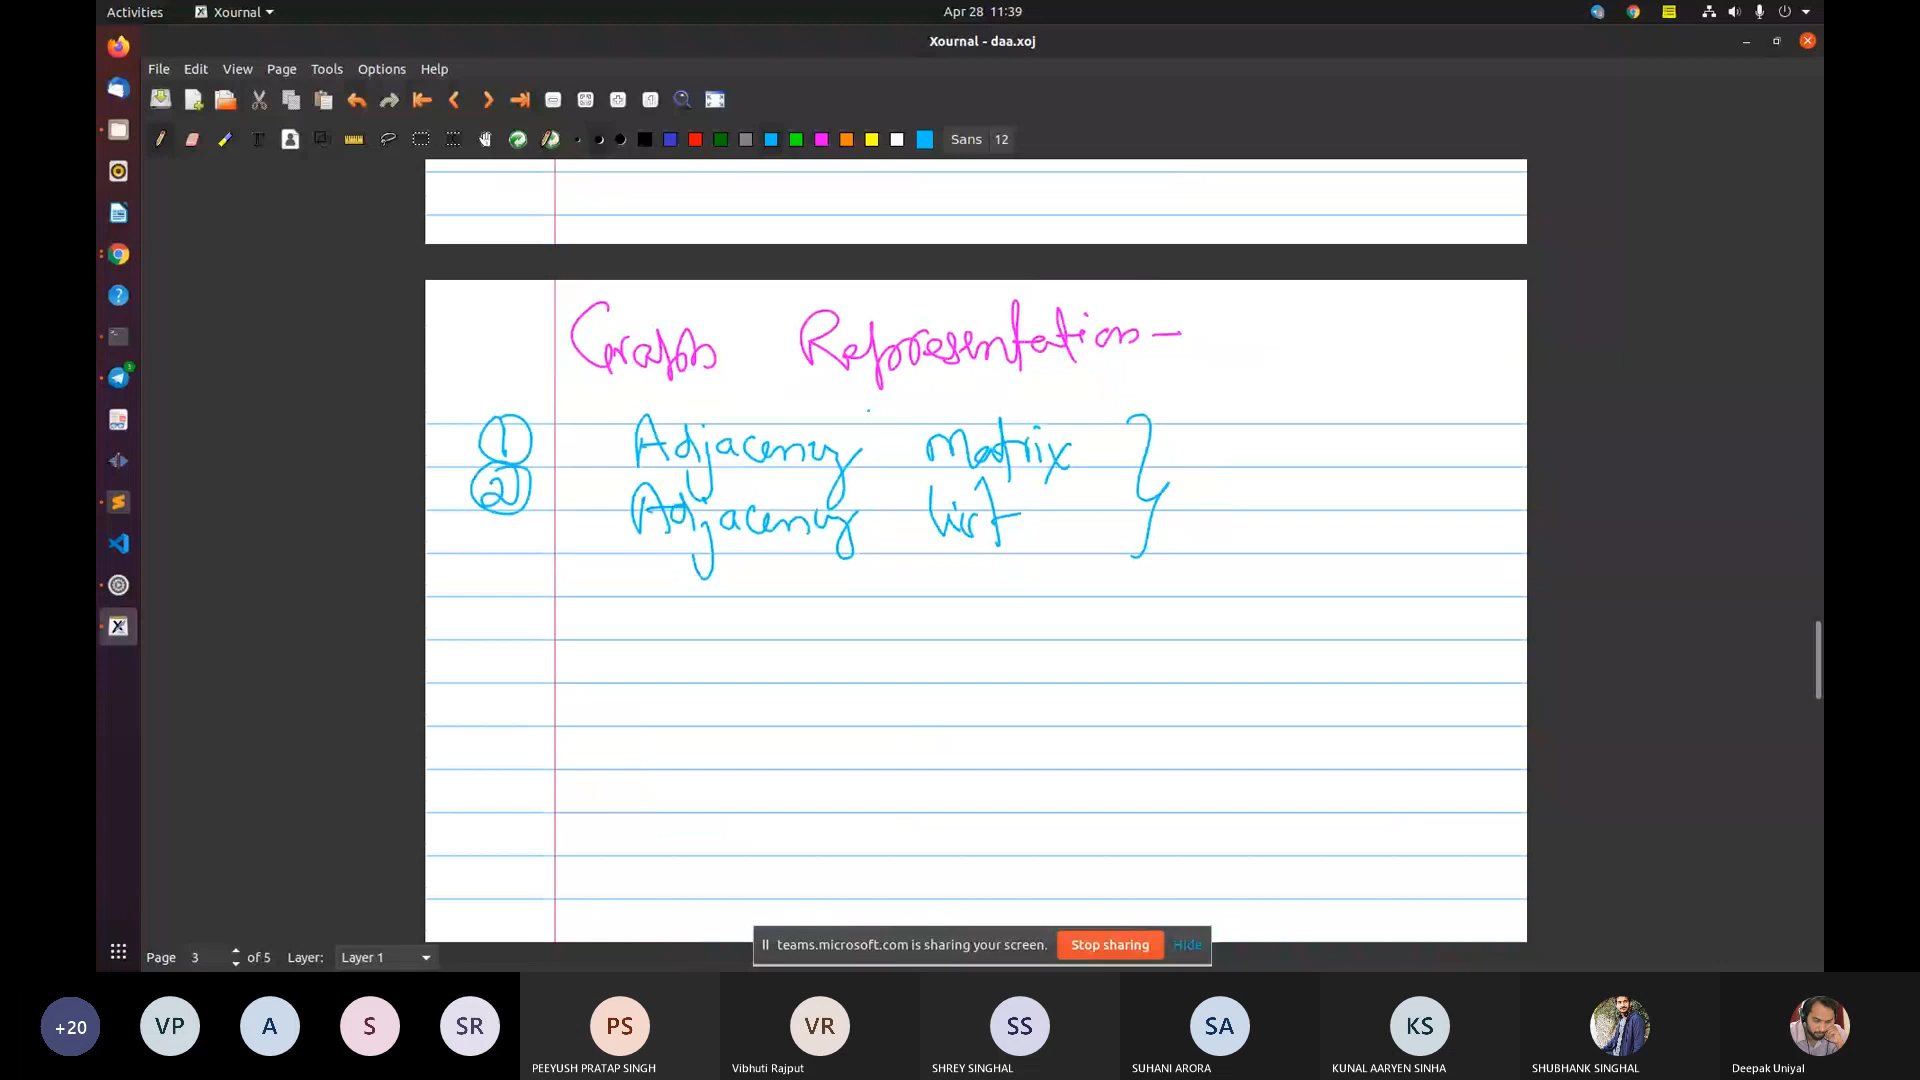 Activities Xournal Apr 28 11:39
Xournal - daa.xoj
File Edit View Page Tools Options Help
Sans 12
Graph Representation -
1 Adjacency Matrix
2 Adjacency List
Page 3 of 5 Layer: Layer 1
teams.microsoft.com is sharing your screen. Stop sharing Hide
+20 VP A S SR PS VR SS SA KS
PEEYUSH PRATAP SINGH Vibhuti Rajput SHREY SINGHAL SUHANI ARORA KUNAL AARYEN SINHA SHUBHANK SINGHAL Deepak Uniyal